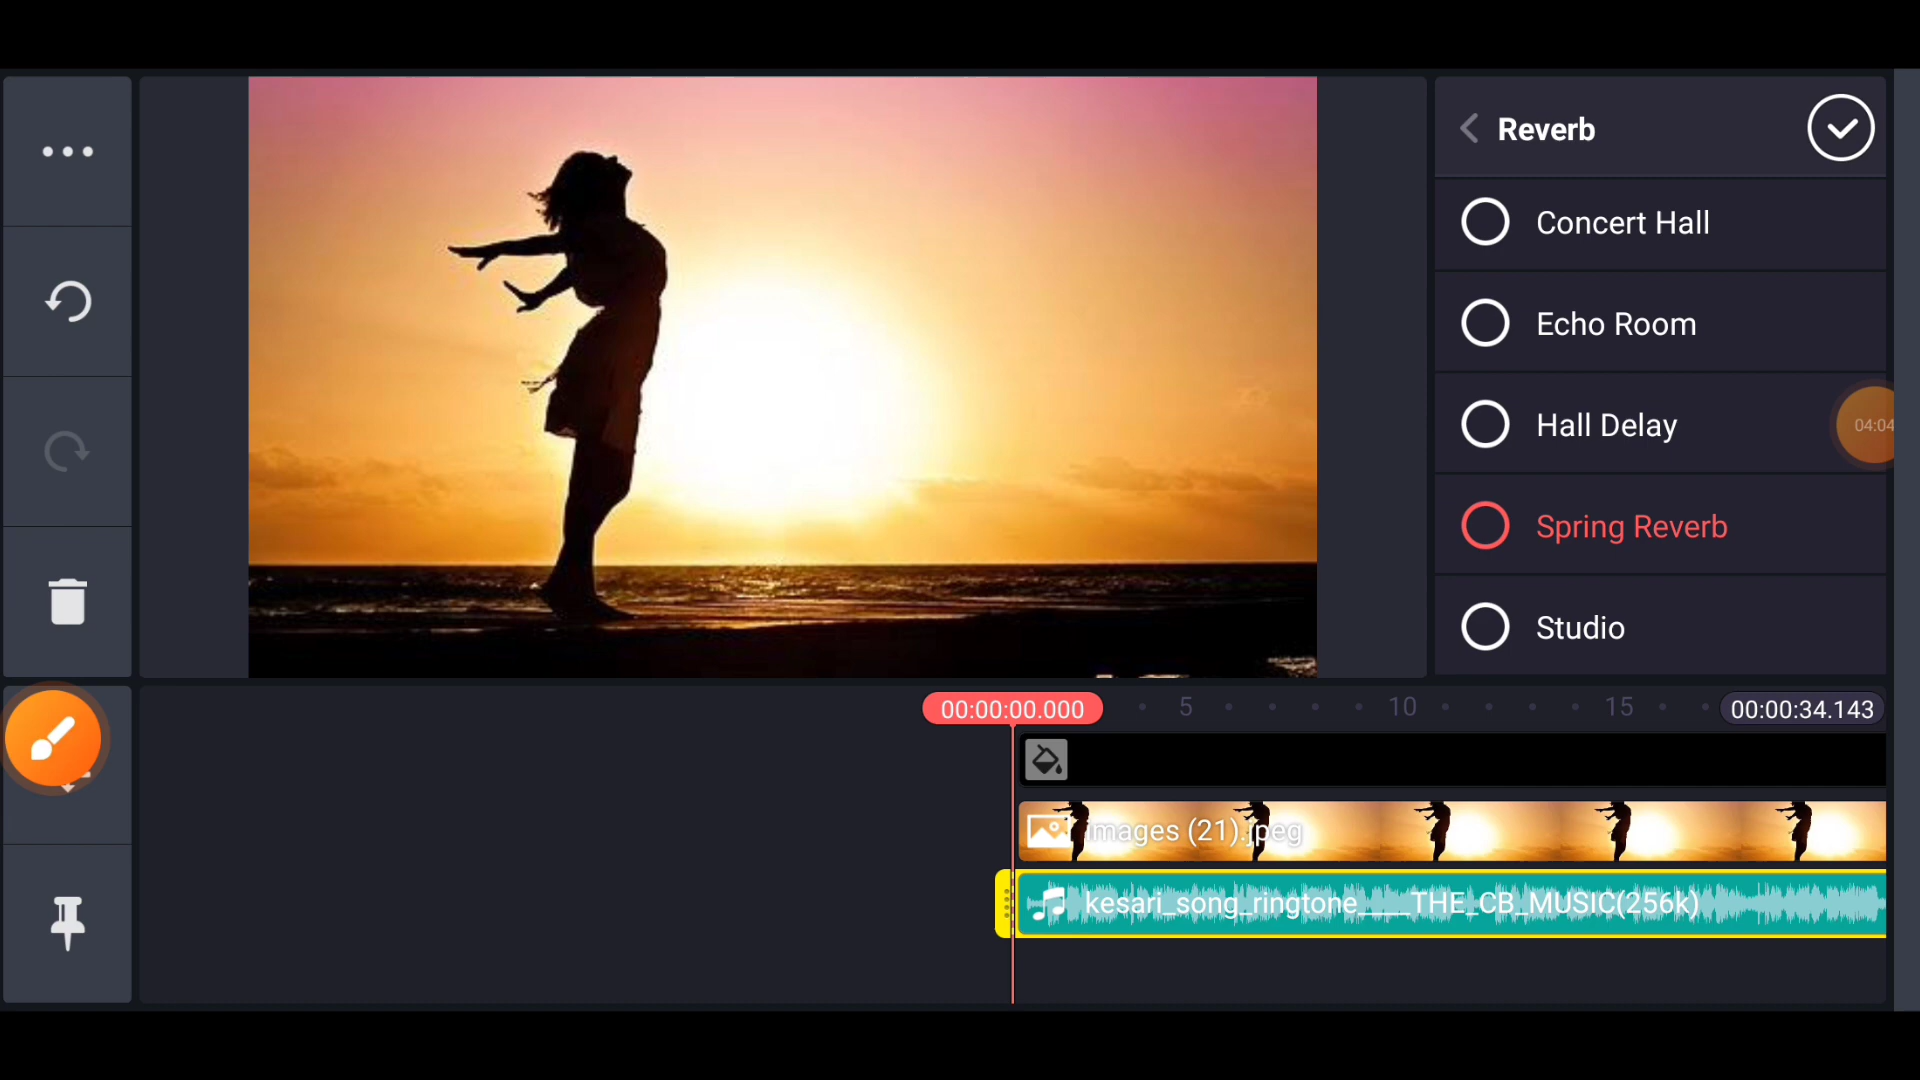 Reverb
Concert Hall
Echo Room
Hall Delay
04:04
Spring Reverb
Studio
00:00:00.000
5
10
15
00:00:34.143
images (21).jpeg
kesari_song_ringtone____THE_CB_MUSIC(256k)